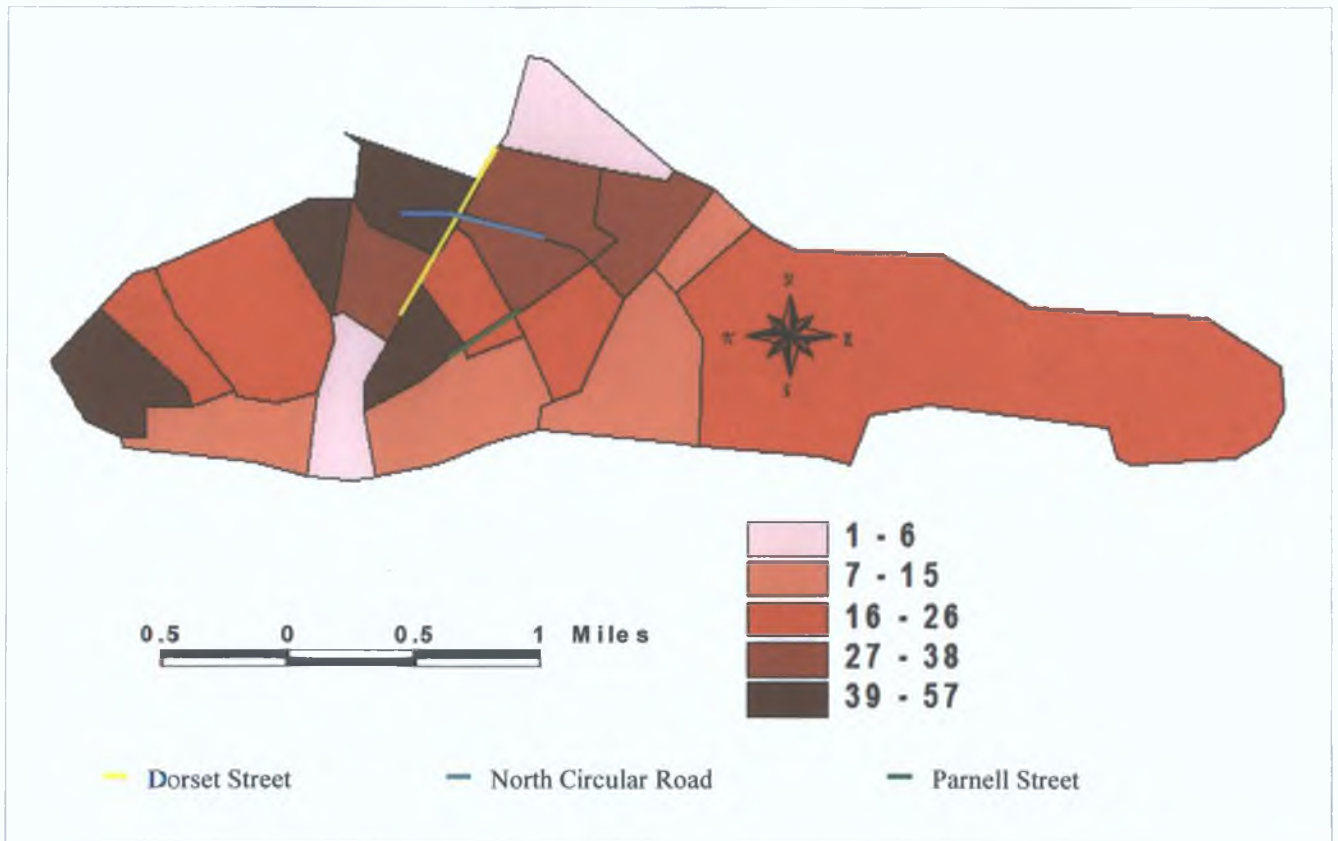 N
W E
S
1 - 6
7 - 15
16 - 26
27 - 38
39 - 57
0.5 0 0.5 1 Miles
Dorset Street North Circular Road Parnell Street